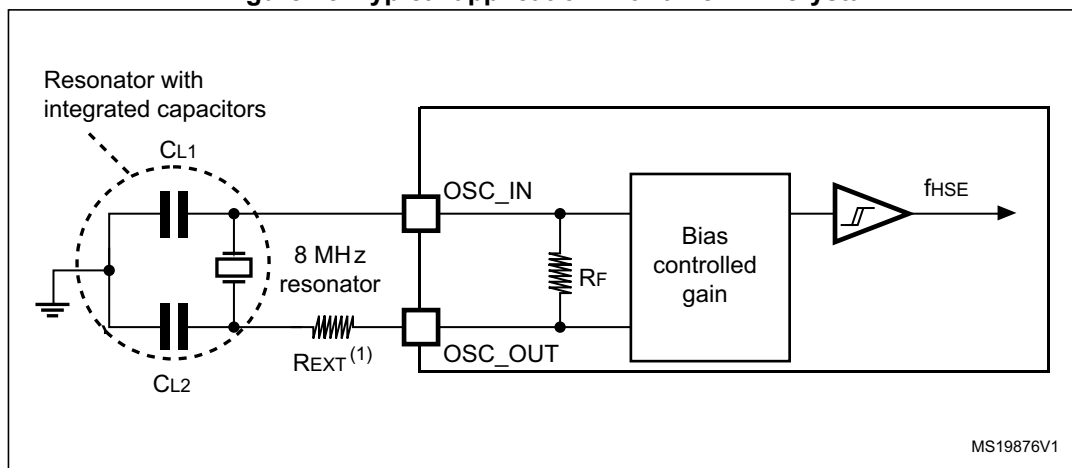 Resonator with
integrated capacitors
CL1
OSC_IN
fHSE
8 MHz
resonator
RF
Bias
controlled
gain
REXT (1)
OSC_OUT
CL2
MS19876V1